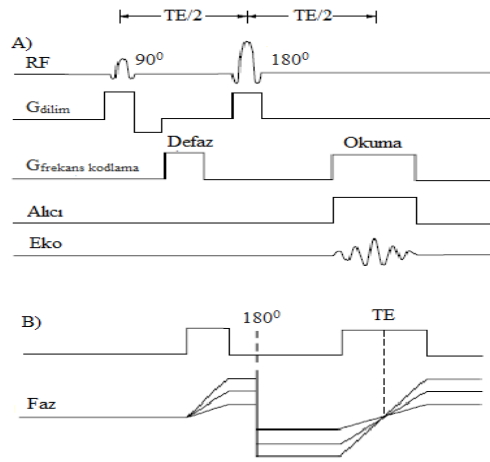 TE/2 TE/2
A)
RF 90⁰ 180⁰
Gdilim
Defaz Okuma
Gfrekans kodlama
Alıcı
Eko
180⁰ TE
B)
Faz